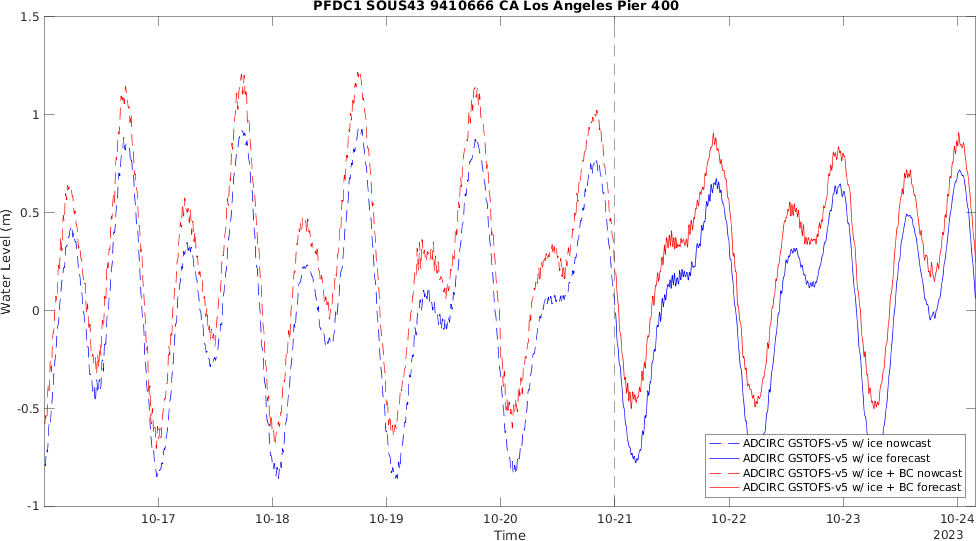 PFDC1 SOUS43 9410666 CA Los Angeles Pier 400
1.5
1
0.5
0
-0.5
-1
Water Level (m)
10-17 10-18 10-19 10-20 10-21 10-22 10-23 10-24
Time
2023
ADCIRC GSTOFS-v5 w/ ice nowcast
ADCIRC GSTOFS-v5 w/ ice forecast
ADCIRC GSTOFS-v5 w/ ice + BC nowcast
ADCIRC GSTOFS-v5 w/ ice + BC forecast